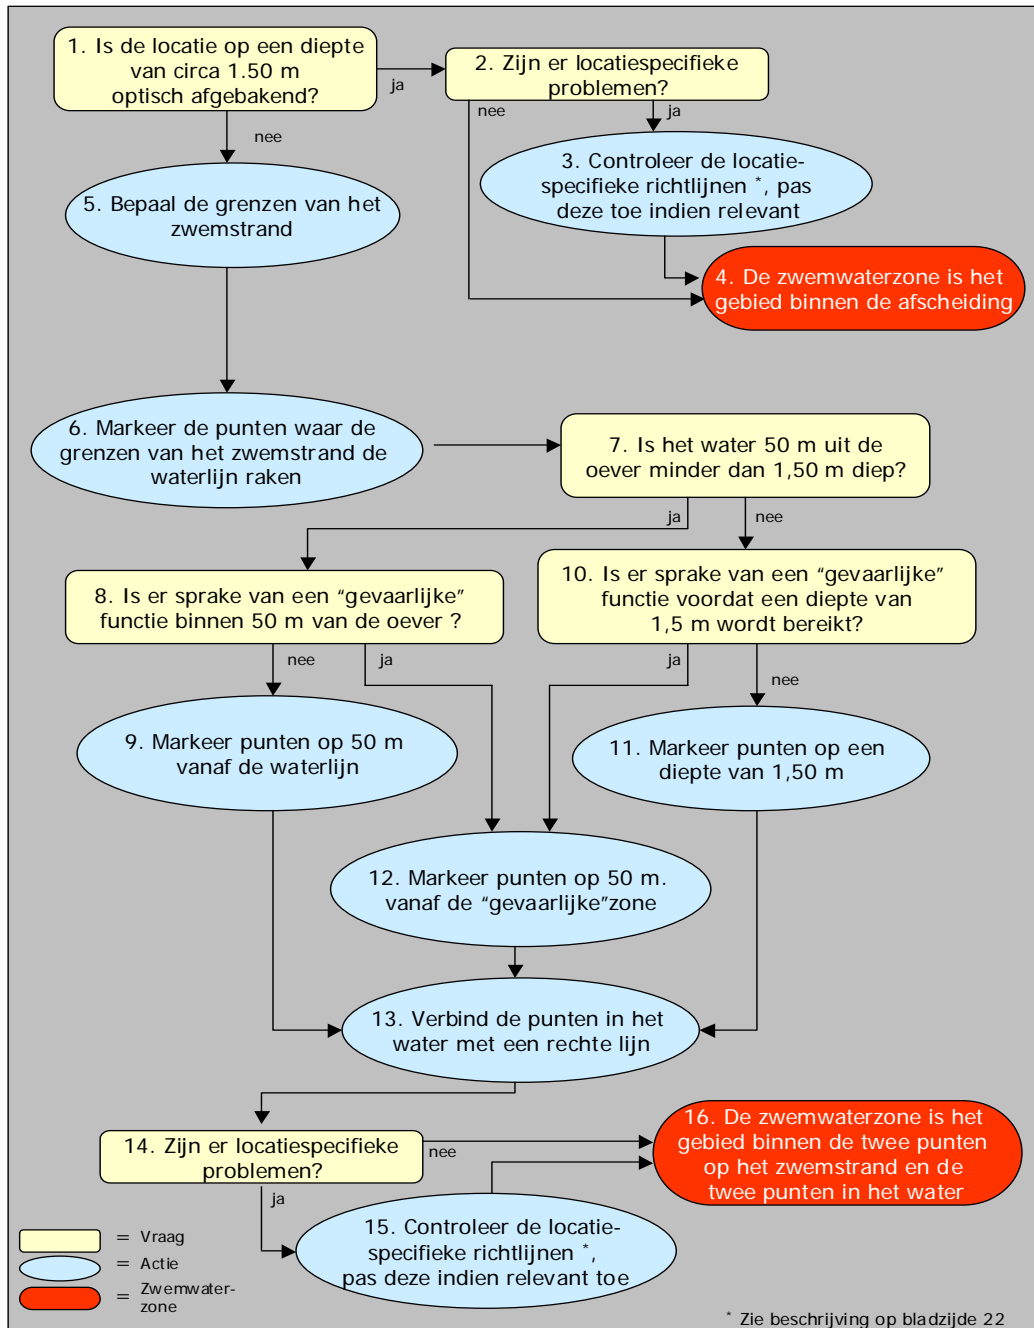 1. Is de locatie op een diepte
van circa 1.50 m
optisch afgebakend?
ja
nee
2. Zijn er locatiespecifieke
problemen?
nee
ja
3. Controleer de locatie-
specifieke richtlijnen *, pas
deze toe indien relevant
4. De zwemwaterzone is het
gebied binnen de afscheiding
5. Bepaal de grenzen van het
zwemstrand
6. Markeer de punten waar de
grenzen van het zwemstrand de
waterlijn raken
7. Is het water 50 m uit de
oever minder dan 1,50 m diep?
ja
nee
8. Is er sprake van een “gevaarlijke”
functie binnen 50 m van de oever ?
nee
ja
10. Is er sprake van een “gevaarlijke”
functie voordat een diepte van
1,5 m wordt bereikt?
ja
nee
9. Markeer punten op 50 m
vanaf de waterlijn
11. Markeer punten op een
diepte van 1,50 m
12. Markeer punten op 50 m.
vanaf de “gevaarlijke”zone
13. Verbind de punten in het
water met een rechte lijn
14. Zijn er locatiespecifieke
problemen?
nee
ja
15. Controleer de locatie-
specifieke richtlijnen *,
pas deze indien relevant toe
16. De zwemwaterzone is het
gebied binnen de twee punten
op het zwemstrand en de
twee punten in het water
= Vraag
= Actie
= Zwemwater-
zone
* Zie beschrijving op bladzijde 22